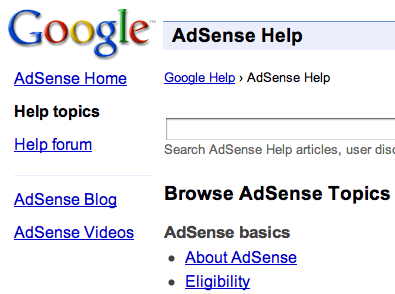 Google™
AdSense Help
AdSense Home
Google Help › AdSense Help
Help topics
Help forum
Search AdSense Help articles, user
AdSense Blog
Browse AdSense Topics
AdSense Videos
AdSense basics
• About AdSense
• Eligibility